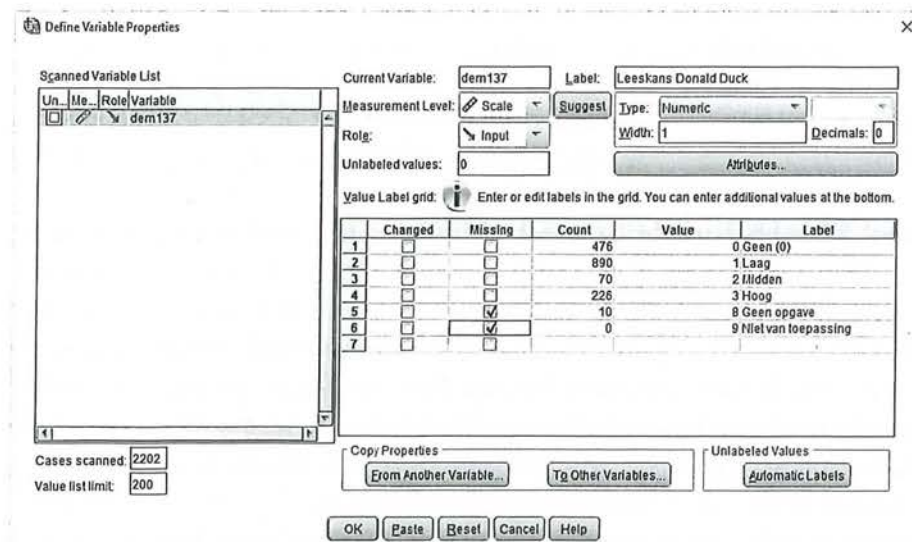 Define Variable Properties
Scanned Variable List
Un... Me... Role Variable
dem137
Cases scanned: 2202
Value list limit: 200
Current Variable: dem137 Label: Leeskans Donald Duck
Measurement Level: Scale Suggest Type: Numeric
Role: Input Width: 1 Decimals: 0
Unlabeled values: 0 Attributes...
Value Label grid: Enter or edit labels in the grid. You can enter additional values at the bottom.
Changed Missing Count Value Label
1 476 0 Geen (0)
2 890 1 Laag
3 70 2 Midden
4 226 3 Hoog
5 10 8 Geen opgave
6 0 9 Niet van toepassing
7
Copy Properties
From Another Variable... To Other Variables...
Unlabeled Values
Automatic Labels
OK Paste Reset Cancel Help